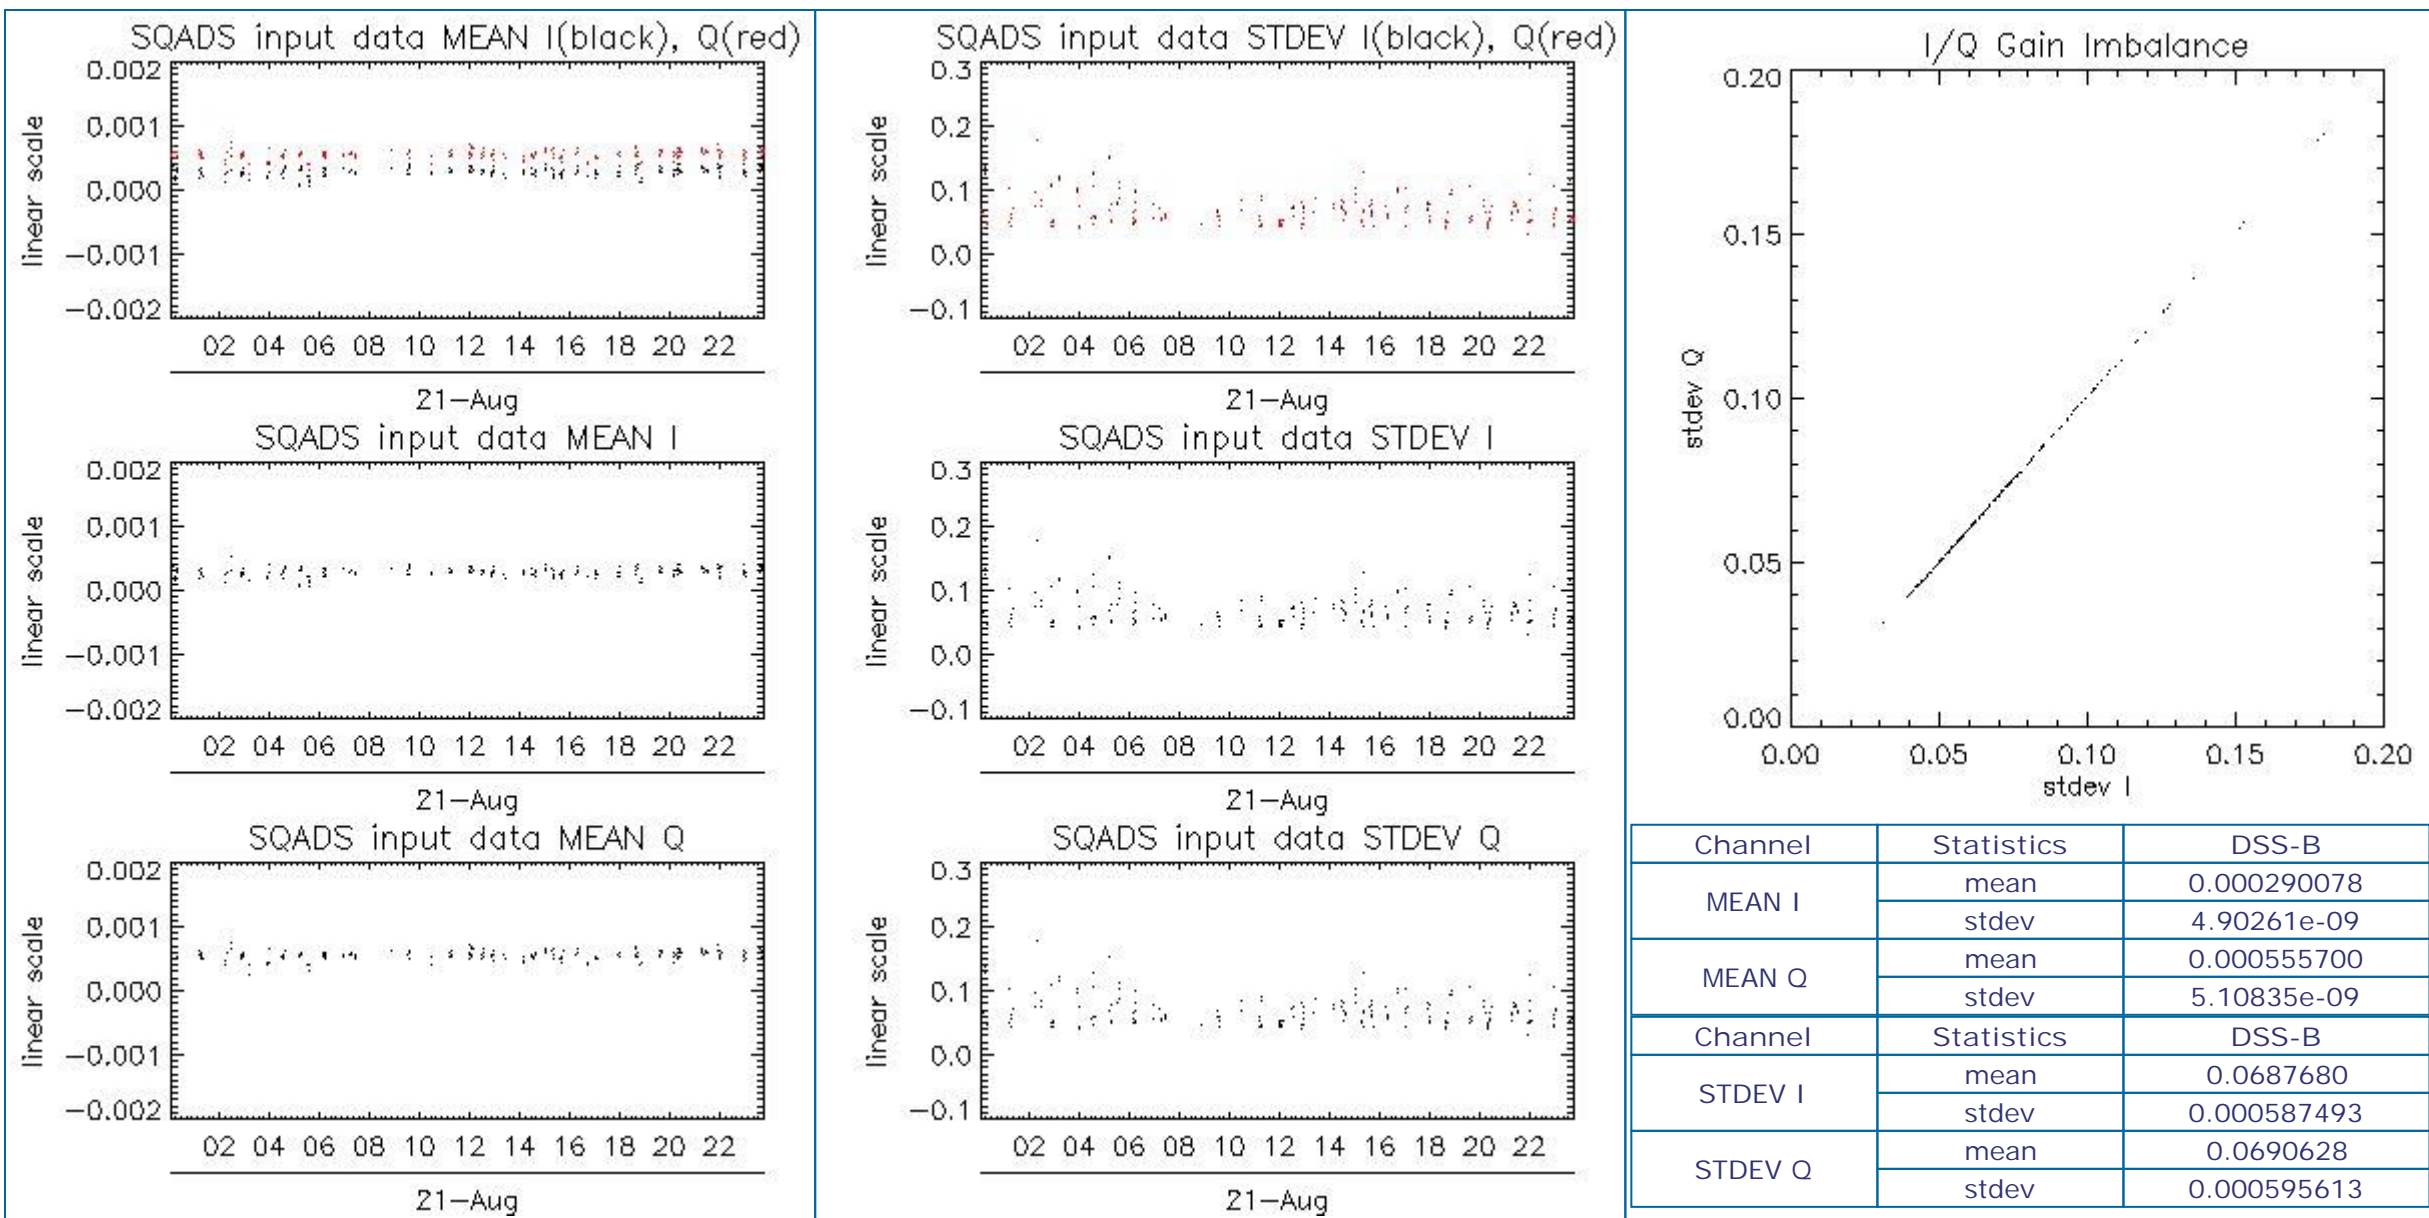 SQADS input data MEAN I(black), Q(red)
linear scale
0.002
0.001
0.000
−0.001
−0.002
02 04 06 08 10 12 14 16 18 20 22
21−Aug
SQADS input data MEAN I
linear scale
0.002
0.001
0.000
−0.001
−0.002
02 04 06 08 10 12 14 16 18 20 22
21−Aug
SQADS input data MEAN Q
linear scale
0.002
0.001
0.000
−0.001
−0.002
02 04 06 08 10 12 14 16 18 20 22
21−Aug
SQADS input data STDEV I(black), Q(red)
linear scale
0.3
0.2
0.1
0.0
−0.1
02 04 06 08 10 12 14 16 18 20 22
21−Aug
SQADS input data STDEV I
linear scale
0.3
0.2
0.1
0.0
−0.1
02 04 06 08 10 12 14 16 18 20 22
21−Aug
SQADS input data STDEV Q
linear scale
0.3
0.2
0.1
0.0
−0.1
02 04 06 08 10 12 14 16 18 20 22
21−Aug
I/Q Gain Imbalance
stdev Q
0.20
0.15
0.10
0.05
0.00
0.00 0.05 0.10 0.15 0.20
stdev I
Channel Statistics DSS-B
MEAN I
mean 0.000290078
stdev 4.90261e-09
MEAN Q
mean 0.000555700
stdev 5.10835e-09
Channel Statistics DSS-B
STDEV I
mean 0.0687680
stdev 0.000587493
STDEV Q
mean 0.0690628
stdev 0.000595613